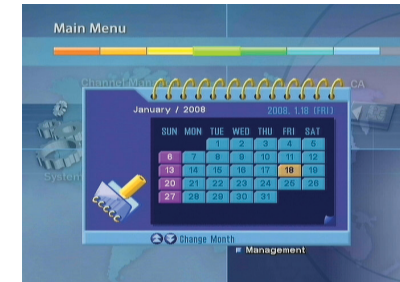 Main Menu
Channel Man
CA
January / 2008 2008. 1.18 [FRI]
SUN MON TUE WED THU FRI SAT
1 2 3 4 5
6 7 8 9 10 11 12
13 14 15 16 17 18 19
20 21 22 23 24 25 26
27 28 29 30 31
System
Change Month
Management